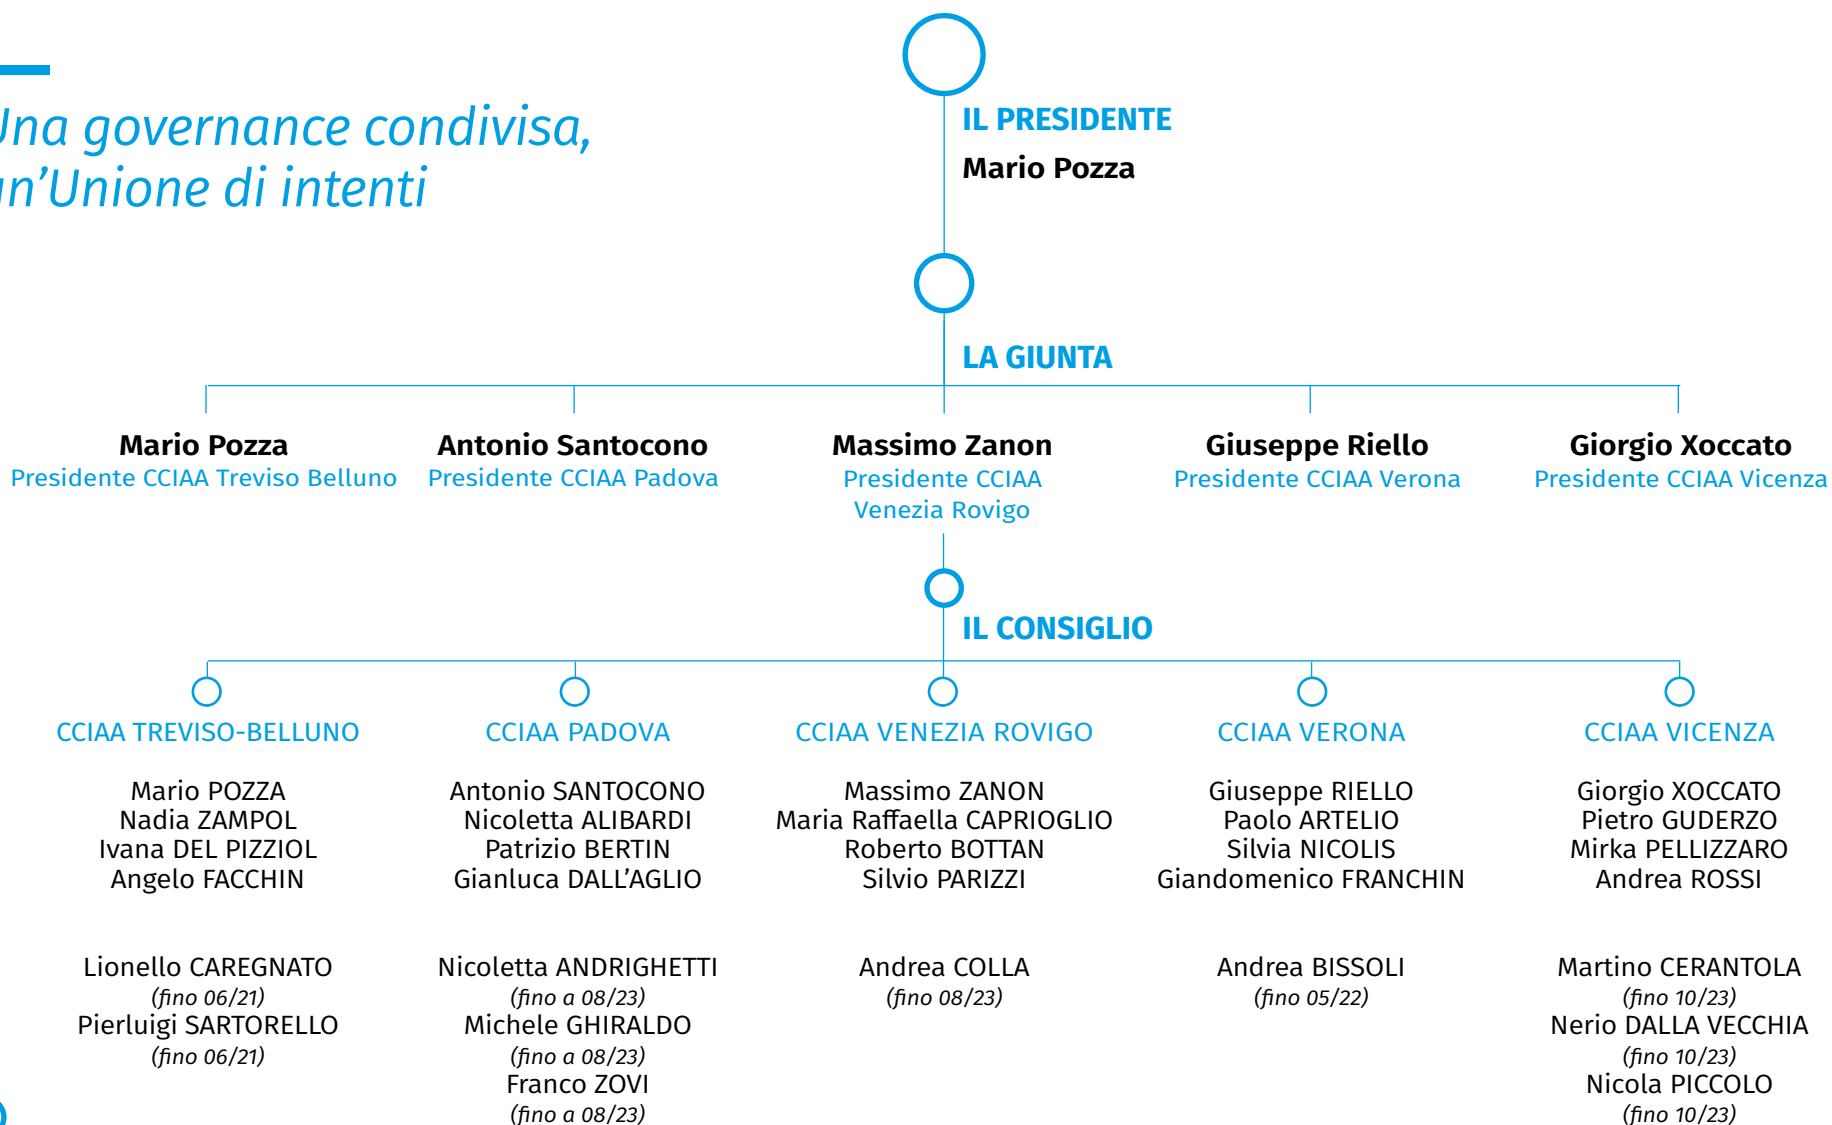 Una governance condivisa,
un’Unione di intenti
IL PRESIDENTE
Mario Pozza
LA GIUNTA
Mario Pozza
Presidente CCIAA Treviso Belluno
Antonio Santocono
Presidente CCIAA Padova
Massimo Zanon
Presidente CCIAA
Venezia Rovigo
Giuseppe Riello
Presidente CCIAA Verona
Giorgio Xoccato
Presidente CCIAA Vicenza
IL CONSIGLIO
CCIAA TREVISO-BELLUNO
Mario POZZA
Nadia ZAMPOL
Ivana DEL PIZZIOL
Angelo FACCHIN
Lionello CAREGNATO
(fino 06/21)
Pierluigi SARTORELLO
(fino 06/21)
CCIAA PADOVA
Antonio SANTOCONO
Nicoletta ALIBARDI
Patrizio BERTIN
Gianluca DALL’AGLIO
Nicoletta ANDRIGHETTI
(fino a 08/23)
Michele GHIRALDO
(fino a 08/23)
Franco ZOVI
(fino a 08/23)
CCIAA VENEZIA ROVIGO
Massimo ZANON
Maria Raffaella CAPRIOGLIO
Roberto BOTTAN
Silvio PARIZZI
Andrea COLLA
(fino 08/23)
CCIAA VERONA
Giuseppe RIELLO
Paolo ARTELIO
Silvia NICOLIS
Giandomenico FRANCHIN
Andrea BISSOLI
(fino 05/22)
CCIAA VICENZA
Giorgio XOCCATO
Pietro GUDERZO
Mirka PELLIZZARO
Andrea ROSSI
Martino CERANTOLA
(fino 10/23)
Nerio DALLA VECCHIA
(fino 10/23)
Nicola PICCOLO
(fino 10/23)